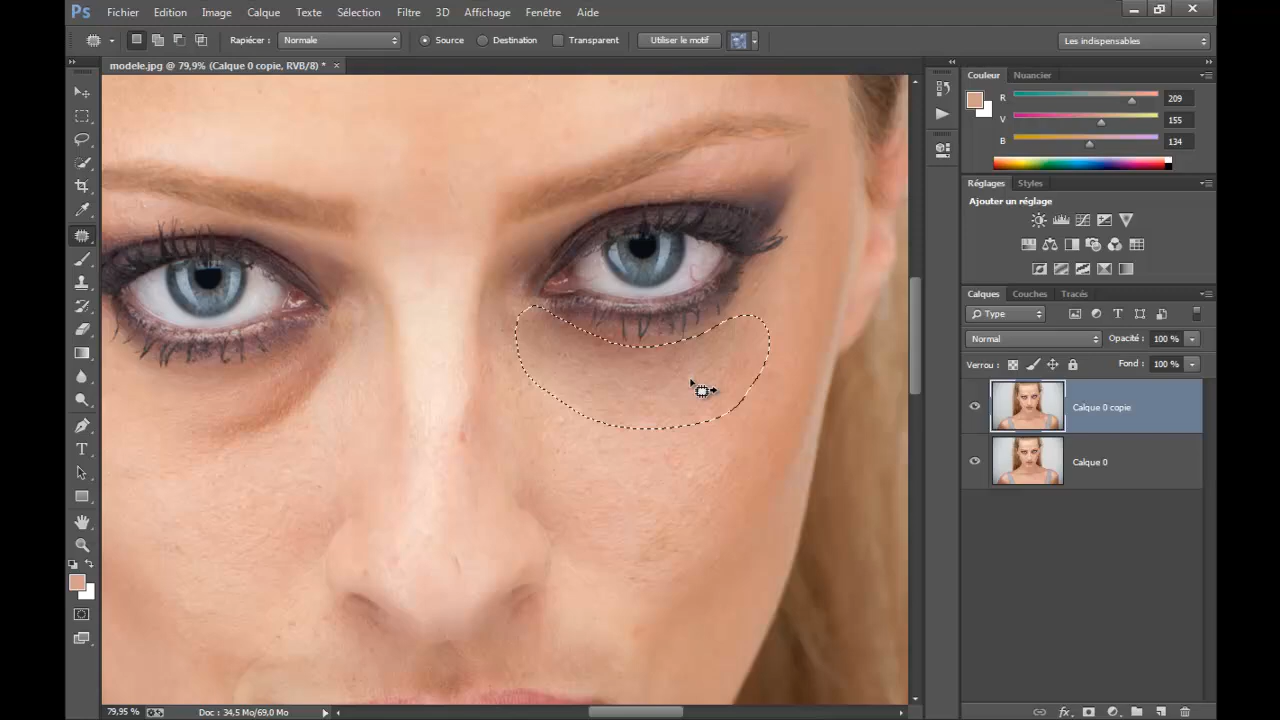 Ps Fichier Edition Image Calque Texte Sélection Filtre 3D Affichage Fenêtre Aide
Rapiécer : Normale Source Destination Transparent Utiliser le motif Les indispensables
modele.jpg @ 79,9% (Calque 0 copie, RVB/8) * ×
Couleur Nuancier
R 209
V 155
B 134
Réglages Styles
Ajouter un réglage
Calques Couches Tracés
Type
Normal Opacité : 100 %
Verrou : Fond : 100 %
Calque 0 copie
Calque 0
79,95 % Doc : 34,5 Mo/69,0 Mo
fx